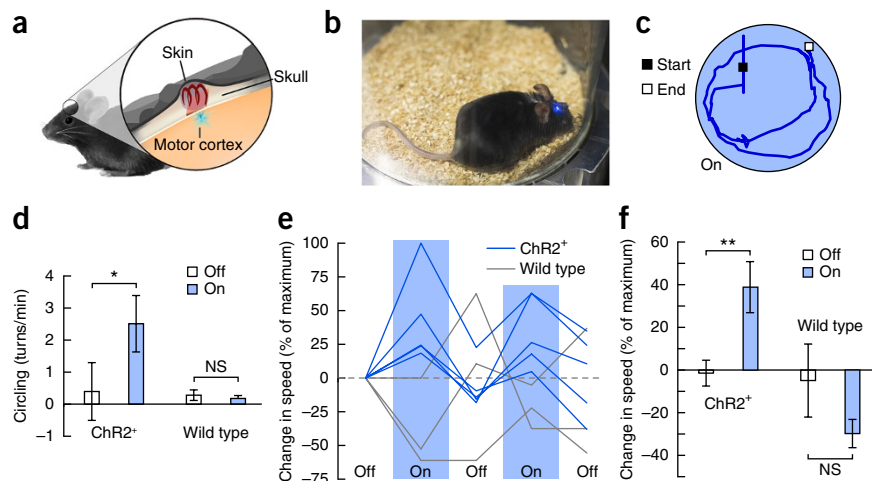 a
Skin
Skull
Motor cortex
b
c
Start
End
On
d
Circling (turns/min)
4
3
2
1
0
–1
*
Off
On
NS
ChR2+
Wild type
e
Change in speed (% of maximum)
100
75
50
25
0
–25
–50
–75
ChR2+
Wild type
Off
On
Off
On
Off
f
Change in speed (% of maximum)
60
40
20
0
–20
–40
**
Off
On
Wild type
ChR2+
NS